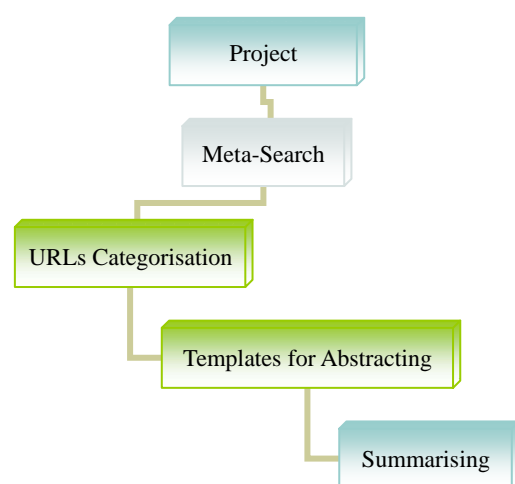 Project
Meta-Search
URLs Categorisation
Templates for Abstracting
Summarising